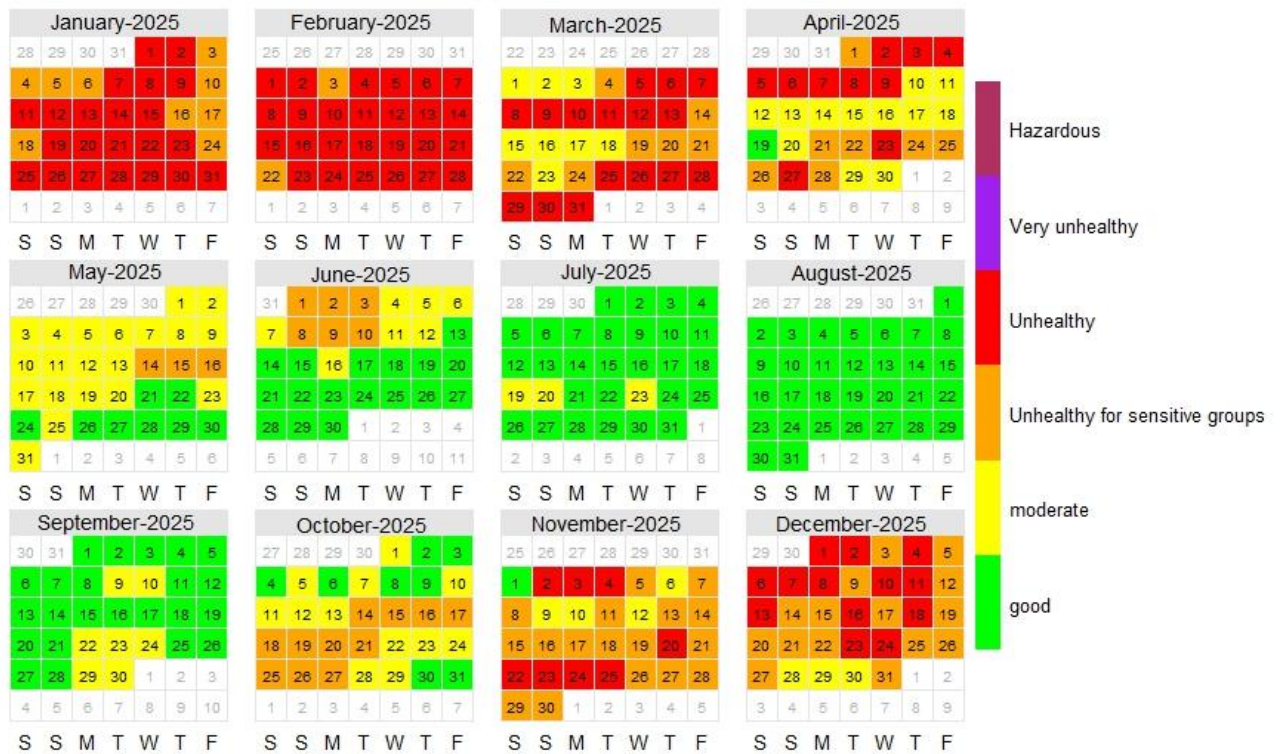 January-2025
28 29 30 31 1 2 3
4 5 6 7 8 9 10
11 12 13 14 15 16 17
18 19 20 21 22 23 24
25 26 27 28 29 30 31
1 2 3 4 5 6 7
S S M T W T F
February-2025
25 26 27 28 29 30 31
1 2 3 4 5 6 7
8 9 10 11 12 13 14
15 16 17 18 19 20 21
22 23 24 25 26 27 28
1 2 3 4 5 6 7
S S M T W T F
March-2025
22 23 24 25 26 27 28
1 2 3 4 5 6 7
8 9 10 11 12 13 14
15 16 17 18 19 20 21
22 23 24 25 26 27 28
29 30 31 1 2 3 4
S S M T W T F
April-2025
29 30 31 1 2 3 4
5 6 7 8 9 10 11
12 13 14 15 16 17 18
19 20 21 22 23 24 25
26 27 28 29 30 1 2
3 4 5 6 7 8 9
S S M T W T F
May-2025
26 27 28 29 30 1 2
3 4 5 6 7 8 9
10 11 12 13 14 15 16
17 18 19 20 21 22 23
24 25 26 27 28 29 30
31 1 2 3 4 5 6
S S M T W T F
June-2025
31 1 2 3 4 5 6
7 8 9 10 11 12 13
14 15 16 17 18 19 20
21 22 23 24 25 26 27
28 29 30 1 2 3 4
5 6 7 8 9 10 11
S S M T W T F
July-2025
28 29 30 1 2 3 4
5 6 7 8 9 10 11
12 13 14 15 16 17 18
19 20 21 22 23 24 25
26 27 28 29 30 31 1
2 3 4 5 6 7 8
S S M T W T F
August-2025
26 27 28 29 30 31 1
2 3 4 5 6 7 8
9 10 11 12 13 14 15
16 17 18 19 20 21 22
23 24 25 26 27 28 29
30 31 1 2 3 4 5
S S M T W T F
September-2025
30 31 1 2 3 4 5
6 7 8 9 10 11 12
13 14 15 16 17 18 19
20 21 22 23 24 25 26
27 28 29 30 1 2 3
4 5 6 7 8 9 10
S S M T W T F
October-2025
27 28 29 30 1 2 3
4 5 6 7 8 9 10
11 12 13 14 15 16 17
18 19 20 21 22 23 24
25 26 27 28 29 30 31
1 2 3 4 5 6 7
S S M T W T F
November-2025
25 26 27 28 29 30 31
1 2 3 4 5 6 7
8 9 10 11 12 13 14
15 16 17 18 19 20 21
22 23 24 25 26 27 28
29 30 1 2 3 4 5
S S M T W T F
December-2025
29 30 1 2 3 4 5
6 7 8 9 10 11 12
13 14 15 16 17 18 19
20 21 22 23 24 25 26
27 28 29 30 31 1 2
3 4 5 6 7 8 9
S S M T W T F
Hazardous
Very unhealthy
Unhealthy
Unhealthy for sensitive groups
moderate
good